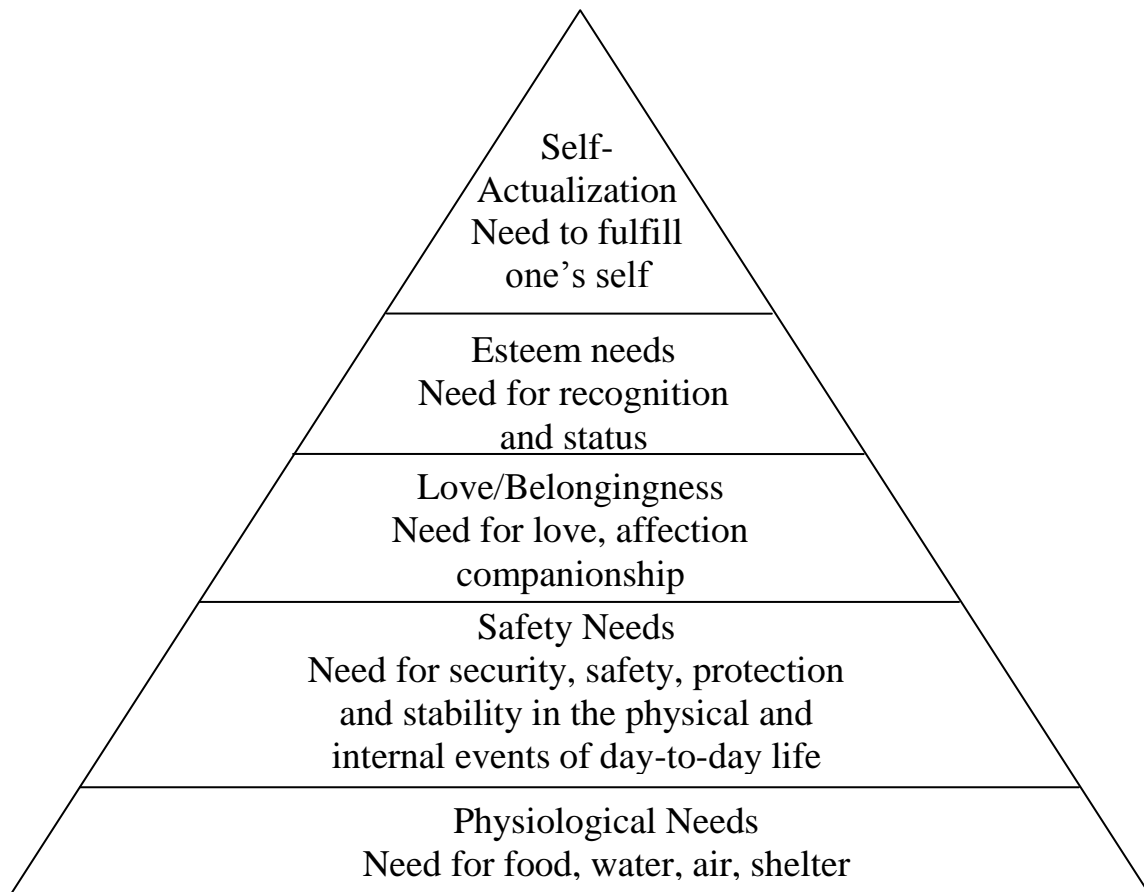 Self-
Actualization
Need to fulfill
one’s self
Esteem needs
Need for recognition
and status
Love/Belongingness
Need for love, affection
companionship
Safety Needs
Need for security, safety, protection
and stability in the physical and
internal events of day-to-day life
Physiological Needs
Need for food, water, air, shelter